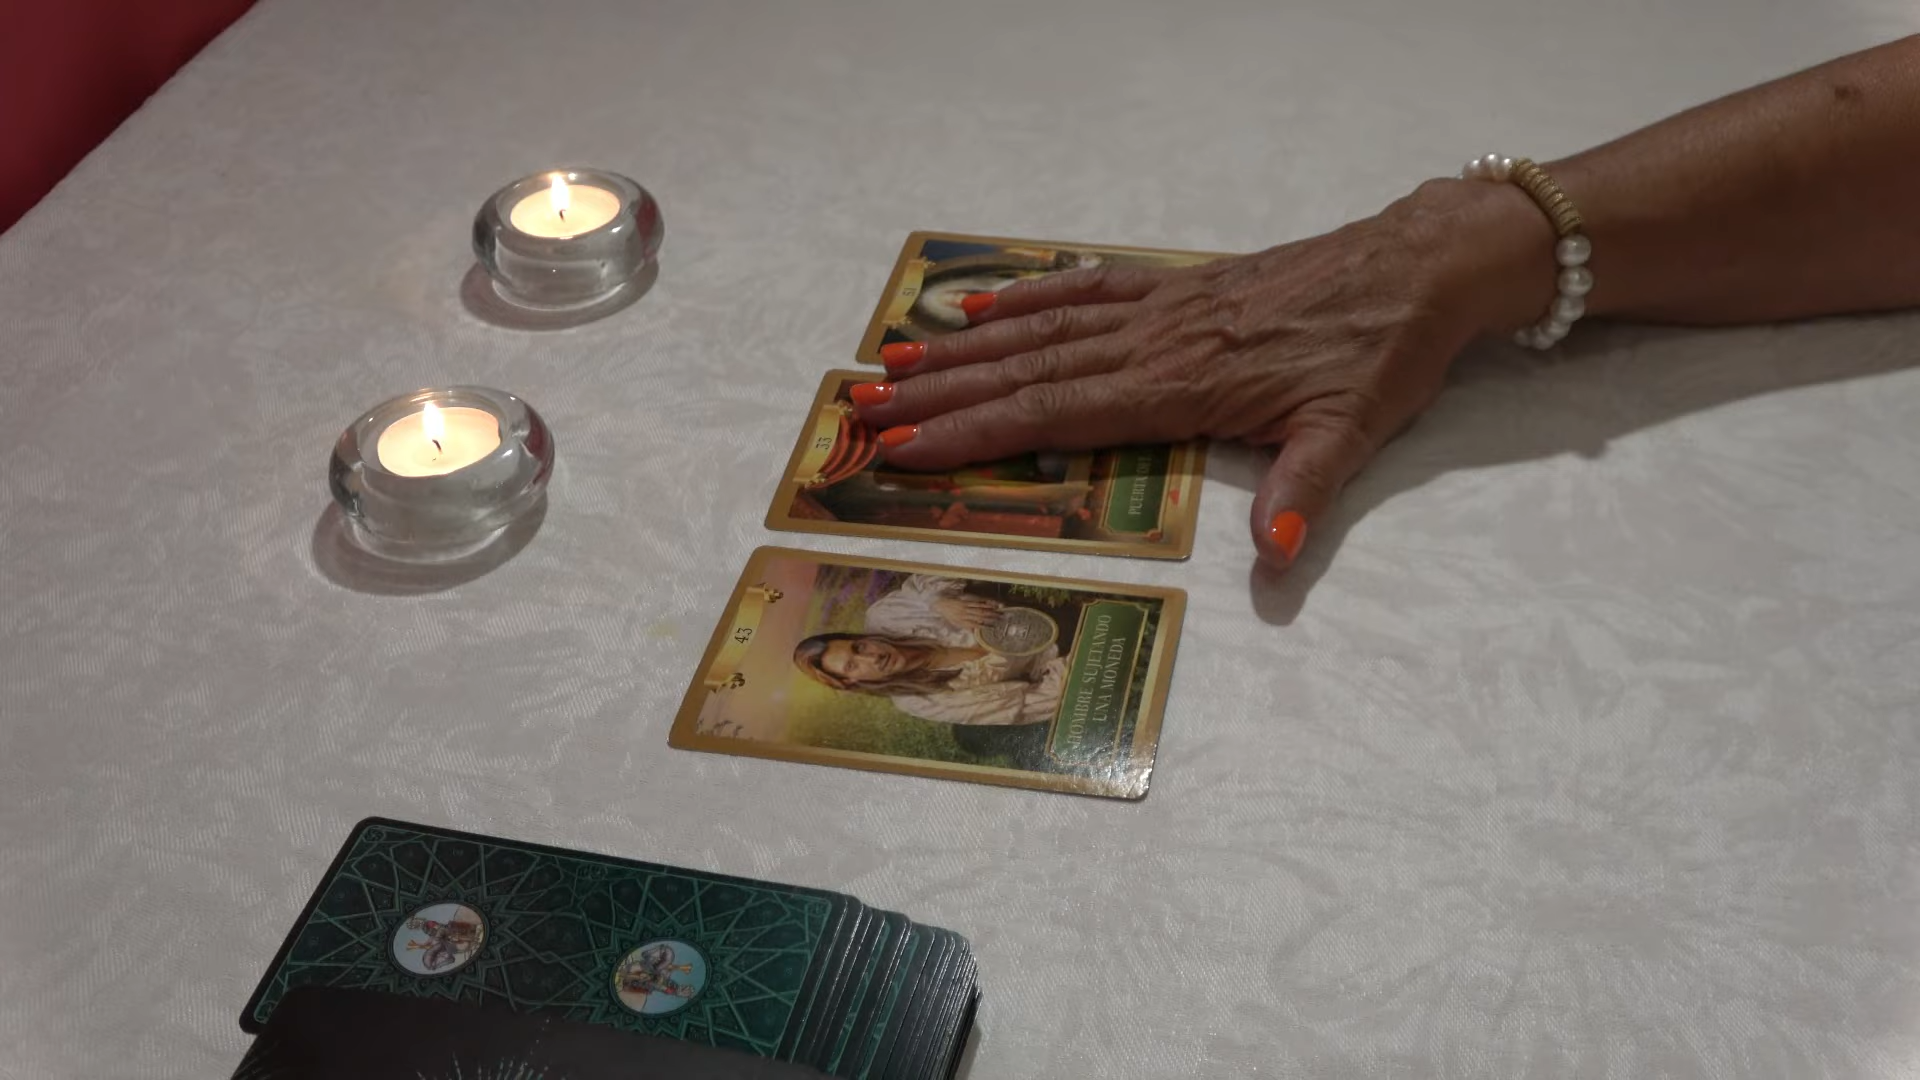 51
33
PUERTA
43
HOMBRE SUJETANDO
UNA MONEDA